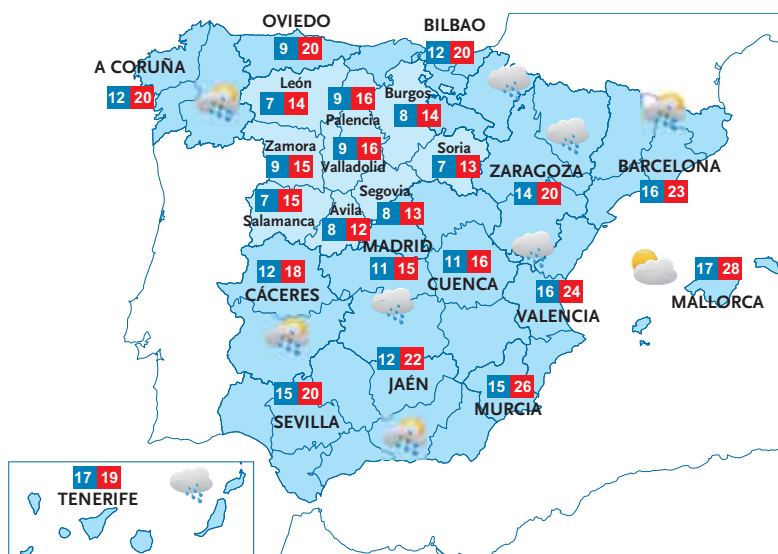 OVIEDO
9 20
BILBAO
12 20
A CORUÑA
12 20
León
7 14
9 16
Palencia
Burgos
8 14
Zamora
9 15
9 16
Valladolid
Soria
7 13
ZARAGOZA
14 20
BARCELONA
16 23
7 15
Salamanca
Ávila
8 12
Segovia
8 13
MADRID
11 15
11 16
CUENCA
12 18
CÁCERES
16 24
VALENCIA
17 28
MALLORCA
12 22
JAÉN
15 20
SEVILLA
15 26
MURCIA
17 19
TENERIFE